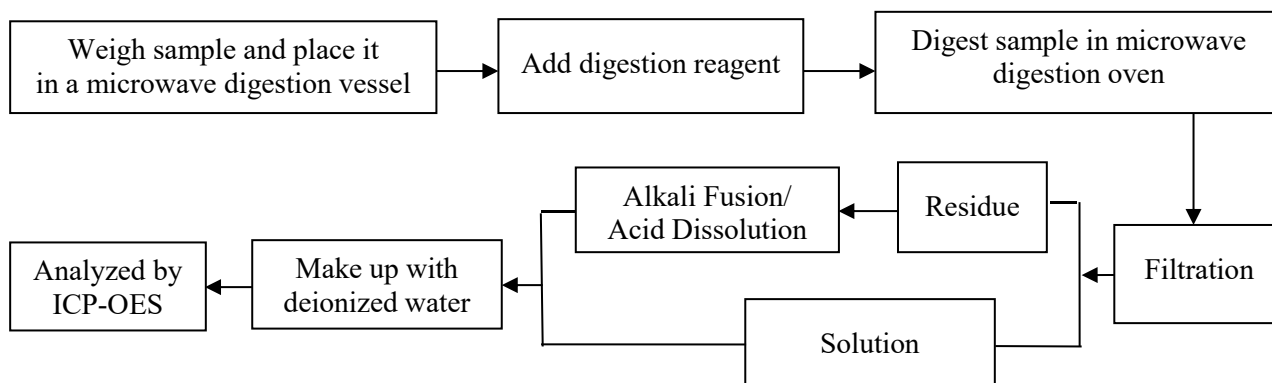 Weigh sample and place it
in a microwave digestion vessel
Add digestion reagent
Digest sample in microwave
digestion oven
Filtration
Residue
Solution
Alkali Fusion/
Acid Dissolution
Make up with
deionized water
Analyzed by
ICP-OES